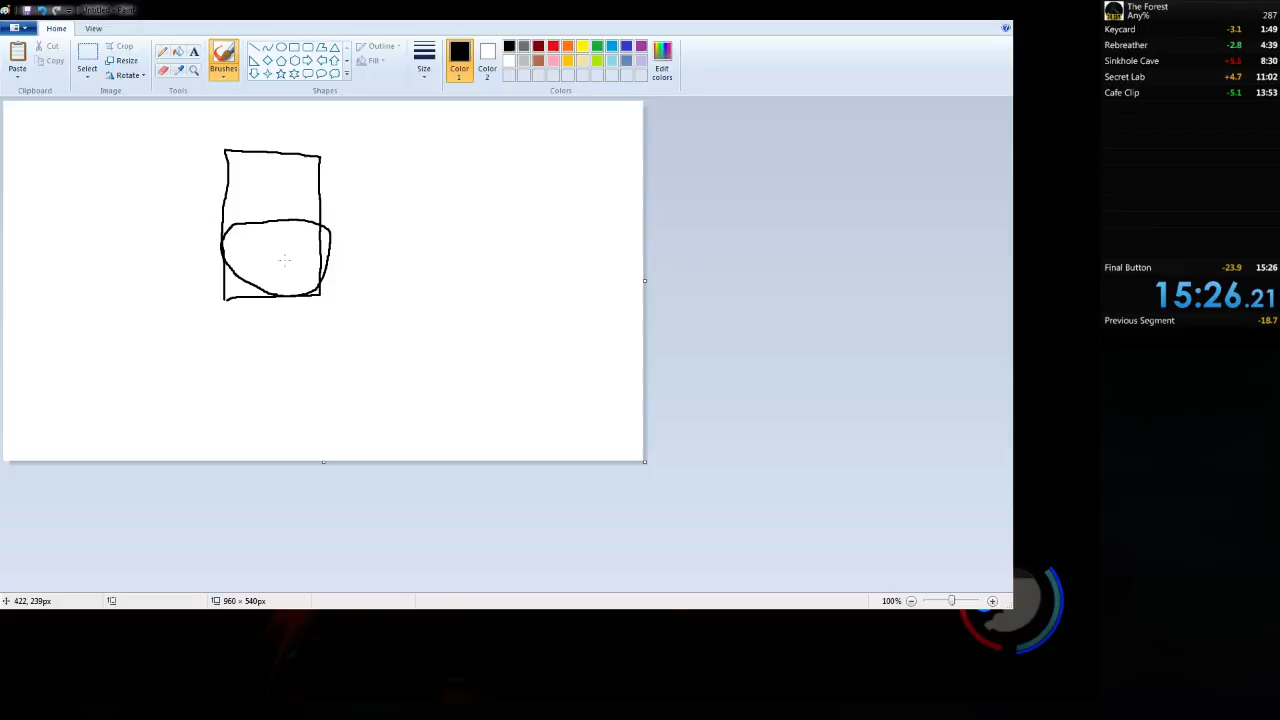 Untitled - Paint
Home View
Paste
Cut
Copy
Clipboard
Select
Crop
Resize
Rotate
Image
A
Tools
Brushes
Outline
Fill
Shapes
Size
Color 1
Color 2
Edit colors
Colors
422, 239px
960 × 540px
100%
The Forest
Any% 287
Keycard -3.1 1:49
Rebreather -2.8 4:39
Sinkhole Cave +5.5 8:30
Secret Lab +4.7 11:02
Cafe Clip -5.1 13:53
Final Button -23.9 15:26
15:26.21
Previous Segment -18.7